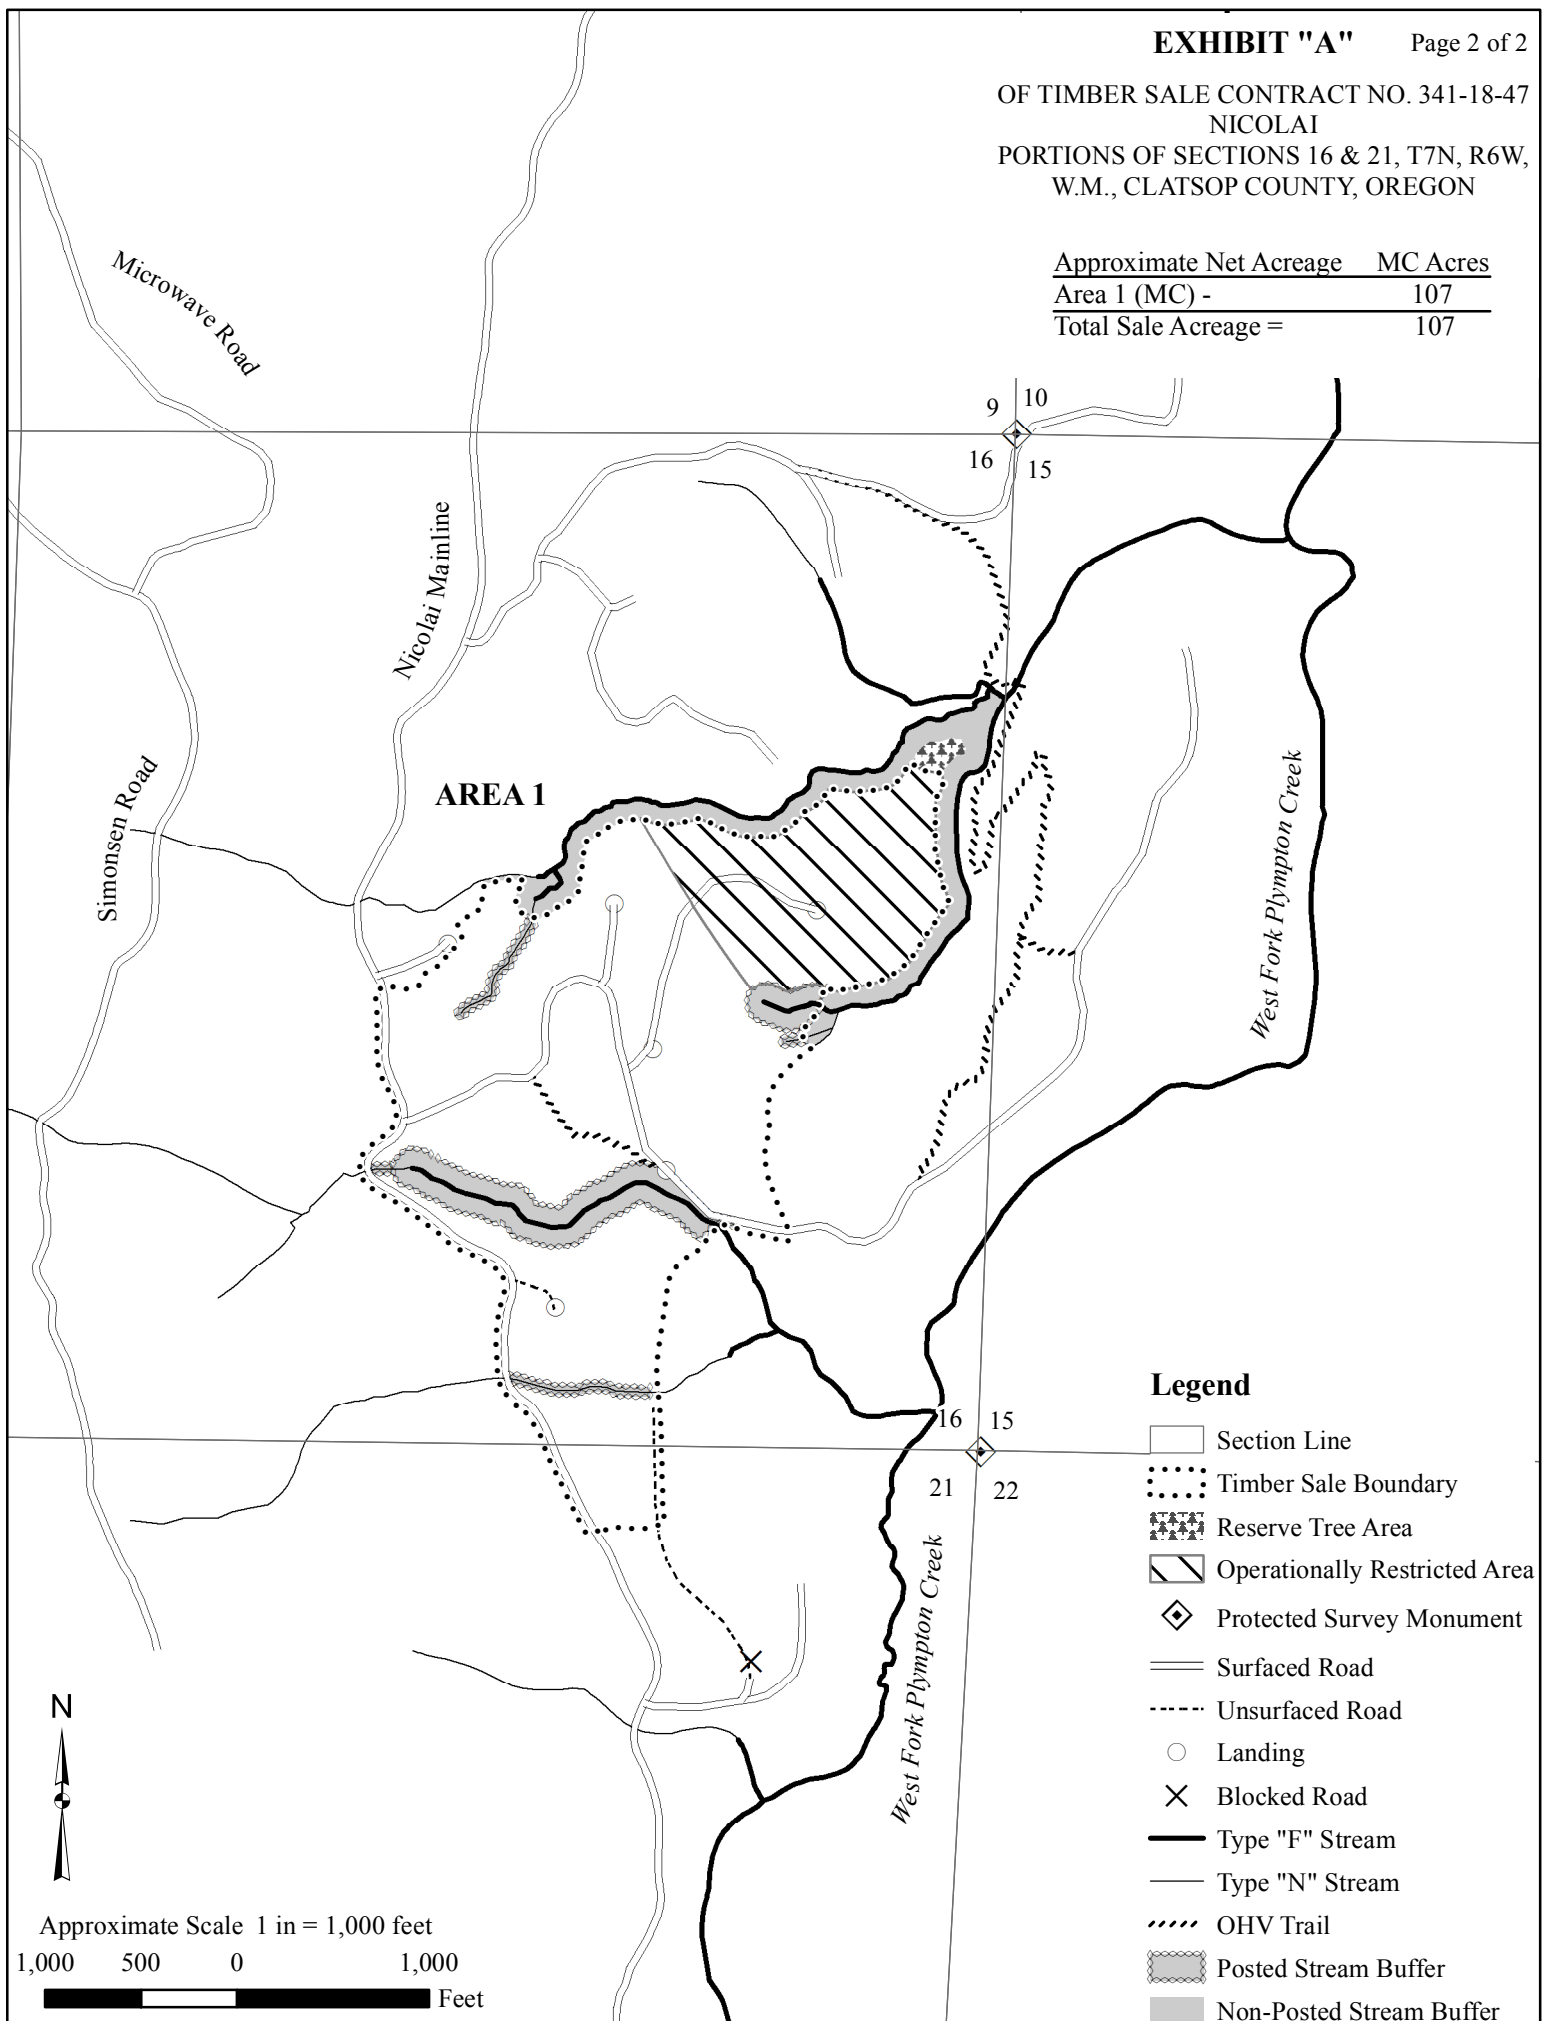 EXHIBIT "A" Page 2 of 2
OF TIMBER SALE CONTRACT NO. 341-18-47
NICOLAI
PORTIONS OF SECTIONS 16 & 21, T7N, R6W,
W.M., CLATSOP COUNTY, OREGON
Approximate Net Acreage MC Acres
Area 1 (MC) - 107
Total Sale Acreage = 107
Microwave Road
9 10
16 15
Nicolai Mainline
Simonsen Road
AREA 1
West Fork Plympton Creek
16 15
21 22
West Fork Plympton Creek
Legend
Section Line
Timber Sale Boundary
Reserve Tree Area
Operationally Restricted Area
Protected Survey Monument
Surfaced Road
Unsurfaced Road
Landing
Blocked Road
Type "F" Stream
Type "N" Stream
OHV Trail
Posted Stream Buffer
Non-Posted Stream Buffer
N
Approximate Scale 1 in = 1,000 feet
1,000 500 0 1,000
Feet